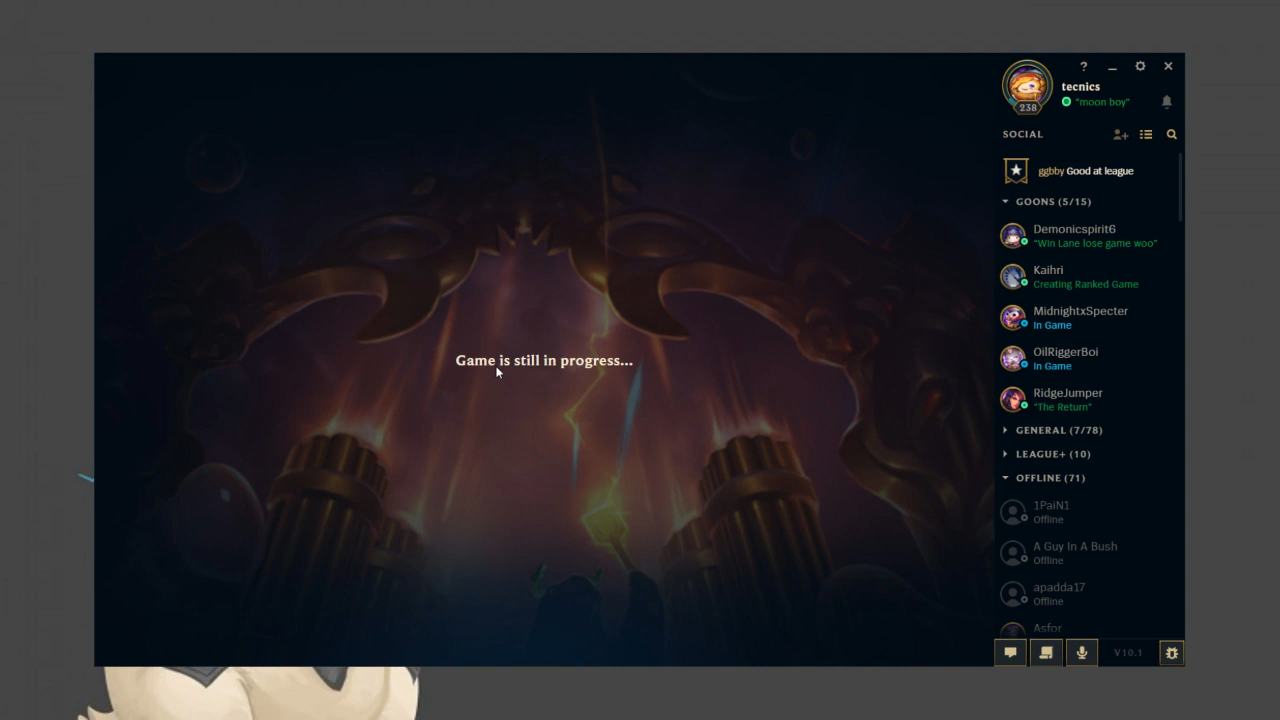 ?
238
tecnics
"moon boy"
SOCIAL
ggbby Good at league
GOONS (5/15)
Demonicspirit6
"Win Lane lose game woo"
Kaihri
Creating Ranked Game
MidnightxSpecter
In Game
Game is still in progress...
OilRiggerBoi
In Game
RidgeJumper
"The Return"
GENERAL (7/78)
LEAGUE+ (10)
OFFLINE (71)
1PaiN1
Offline
A Guy In A Bush
Offline
apadda17
Offline
Asfor
V10.1